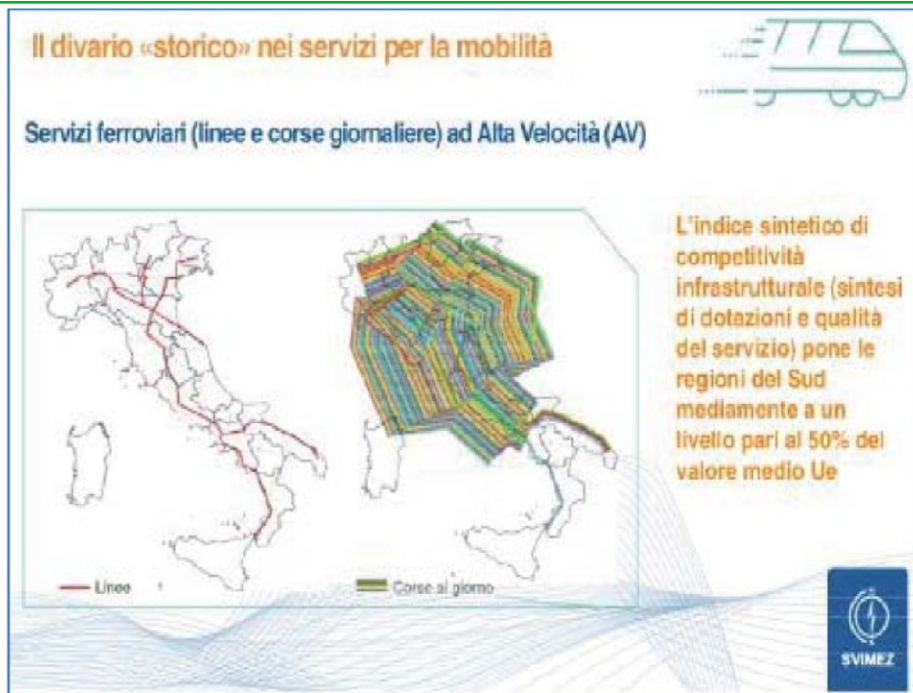 Il divario «storico» nei servizi per la mobilità
Servizi ferroviari (linee e corse giornaliere) ad Alta Velocità (AV)
L'indice sintetico di
competitività
infrastrutturale (sintesi
di dotazioni e qualità
del servizio) pone le
regioni del Sud
mediamente a un
livello pari al 50% del
valore medio Ue
Linee
Corse al giorno
SVIMEZ